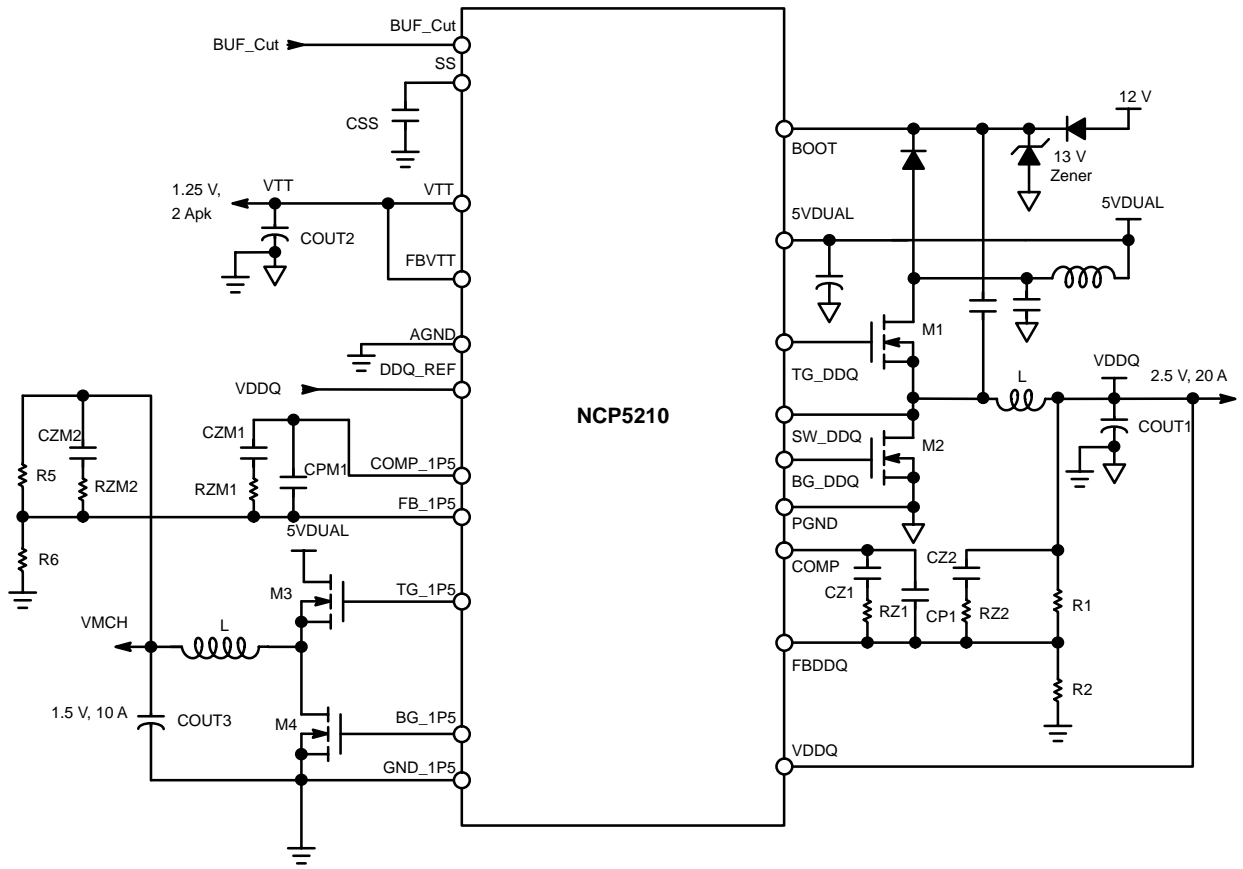 BUF_Cut
BUF_Cut
SS
CSS
1.25 V,
2 Apk
VTT
VTT
COUT2
FBVTT
AGND
DDQ_REF
VDDQ
CZM2
R5
RZM2
CZM1
RZM1
CPM1
COMP_1P5
FB_1P5
R6
5VDUAL
M3
TG_1P5
VMCH
L
1.5 V, 10 A
COUT3
M4
BG_1P5
GND_1P5
NCP5210
12 V
BOOT
13 V
Zener
5VDUAL
5VDUAL
M1
TG_DDQ
L
VDDQ
2.5 V, 20 A
COUT1
SW_DDQ
M2
BG_DDQ
PGND
COMP
CZ1
RZ1
CP1
CZ2
RZ2
R1
FBDDQ
R2
VDDQ